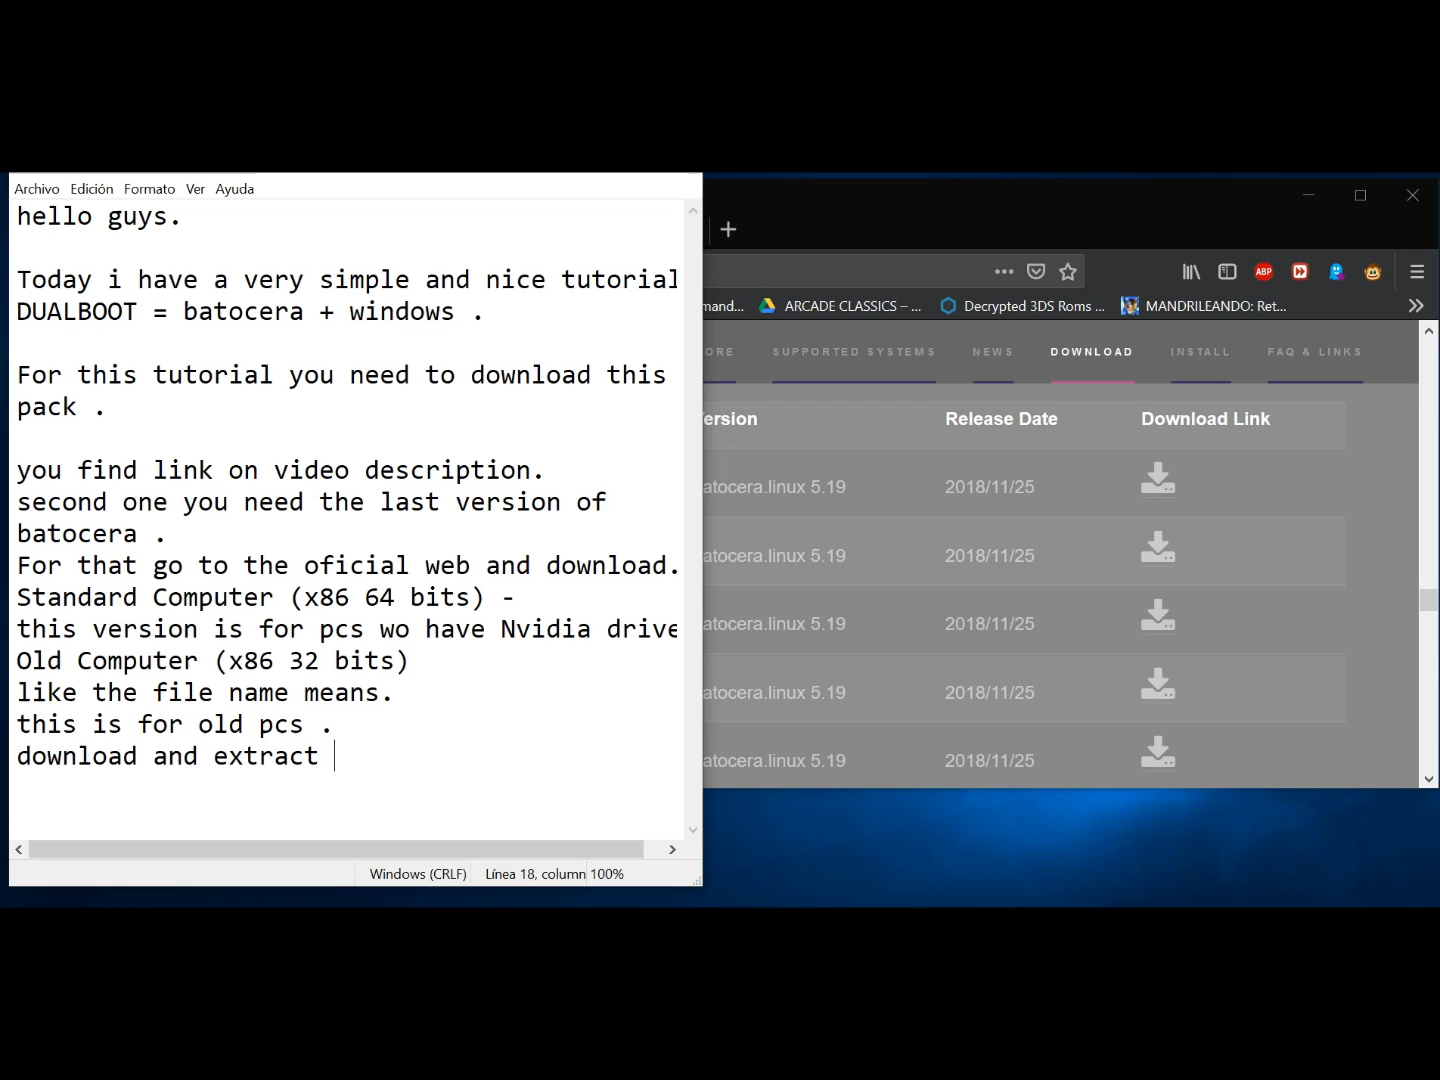 Archivo Edición Formato Ver Ayuda
hello guys.
Today i have a very simple and nice tutorial
DUALBOOT = batocera + windows .
For this tutorial you need to download this
pack .
you find link on video description.
second one you need the last version of
batocera .
For that go to the oficial web and download.
Standard Computer (x86 64 bits) -
this version is for pcs wo have Nvidia drive
Old Computer (x86 32 bits)
like the file name means.
this is for old pcs .
download and extract
Windows (CRLF) Línea 18, column 100%
mand... ARCADE CLASSICS – ... Decrypted 3DS Roms ... MANDRILEANDO: Ret...
ABP
ORE SUPPORTED SYSTEMS NEWS DOWNLOAD INSTALL FAQ & LINKS
ersion Release Date Download Link
atocera.linux 5.19 2018/11/25
atocera.linux 5.19 2018/11/25
atocera.linux 5.19 2018/11/25
atocera.linux 5.19 2018/11/25
atocera.linux 5.19 2018/11/25